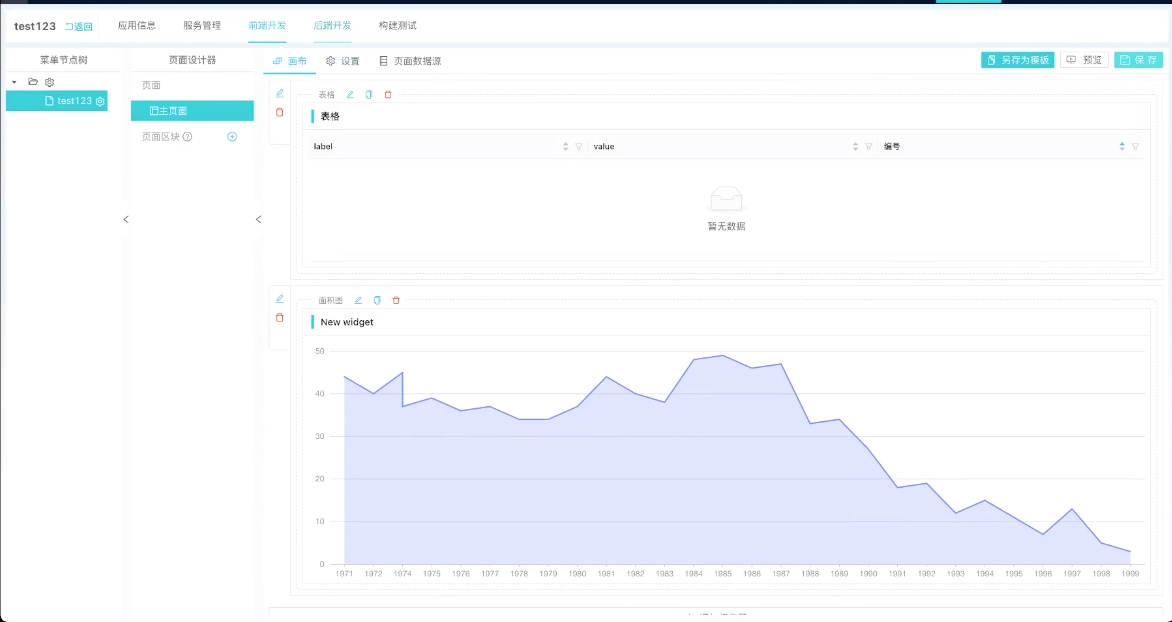 test123 返回 应用信息 服务管理 前端开发 后端开发 构建测试
菜单节点树
test123
页面设计器
页面
主页面
页面区块
画布 设置 页面数据源 另存为模板 预览 保存
表格
表格
label value 编号
暂无数据
面积图
New widget
50
40
30
20
10
0
1971 1972 1974 1975 1976 1977 1978 1979 1980 1981 1982 1983 1984 1985 1986 1987 1988 1989 1990 1991 1992 1993 1994 1995 1996 1997 1998 1999